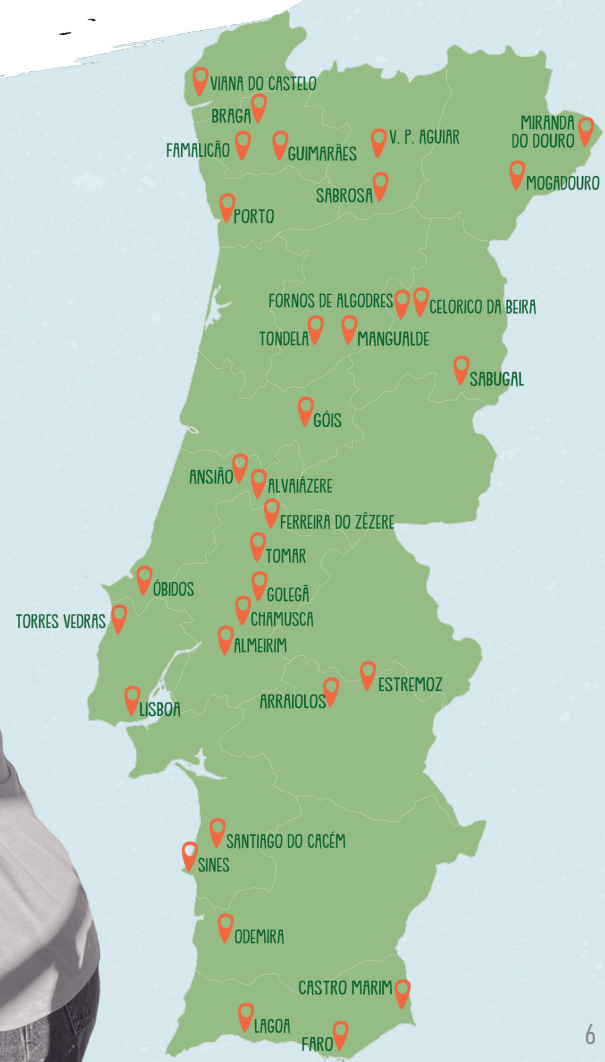 VIANA DO CASTELO
BRAGA
FAMALICÃO
GUIMARÃES
V. P. AGUIAR
MIRANDA
DO DOURO
MOGADOURO
SABROSA
PORTO
FORNOS DE ALGODRES
CELORICO DA BEIRA
TONDELA
MANGUALDE
SABUGAL
GÓIS
ANSIÃO
ALVAIÁZERE
FERREIRA DO ZÊZERE
TOMAR
ÓBIDOS
GOLEGÃ
TORRES VEDRAS
CHAMUSCA
ALMEIRIM
ESTREMOZ
ARRAIOLOS
LISBOA
SANTIAGO DO CACÉM
SINES
ODEMIRA
CASTRO MARIM
LAGOA
FARO
6